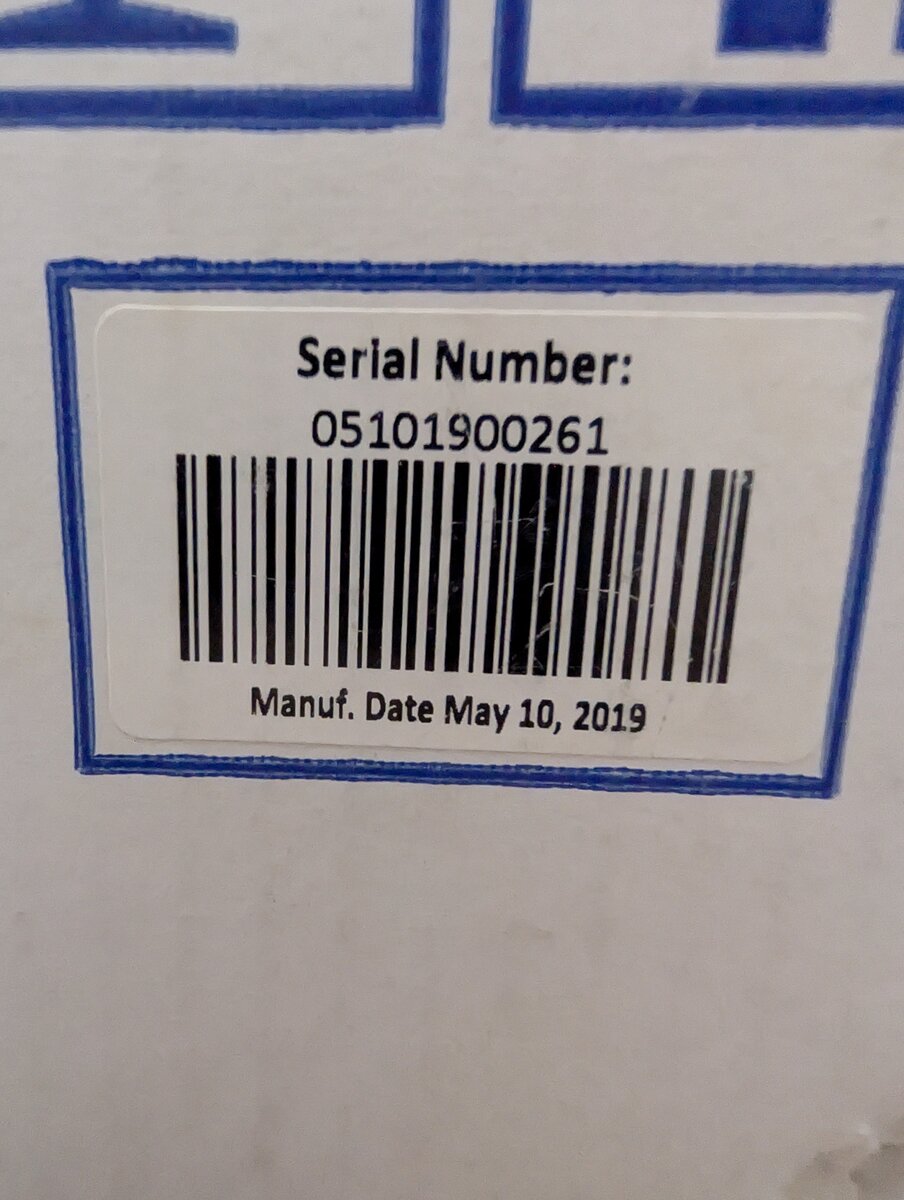 Serial Number:
05101900261
Manuf. Date May 10, 2019